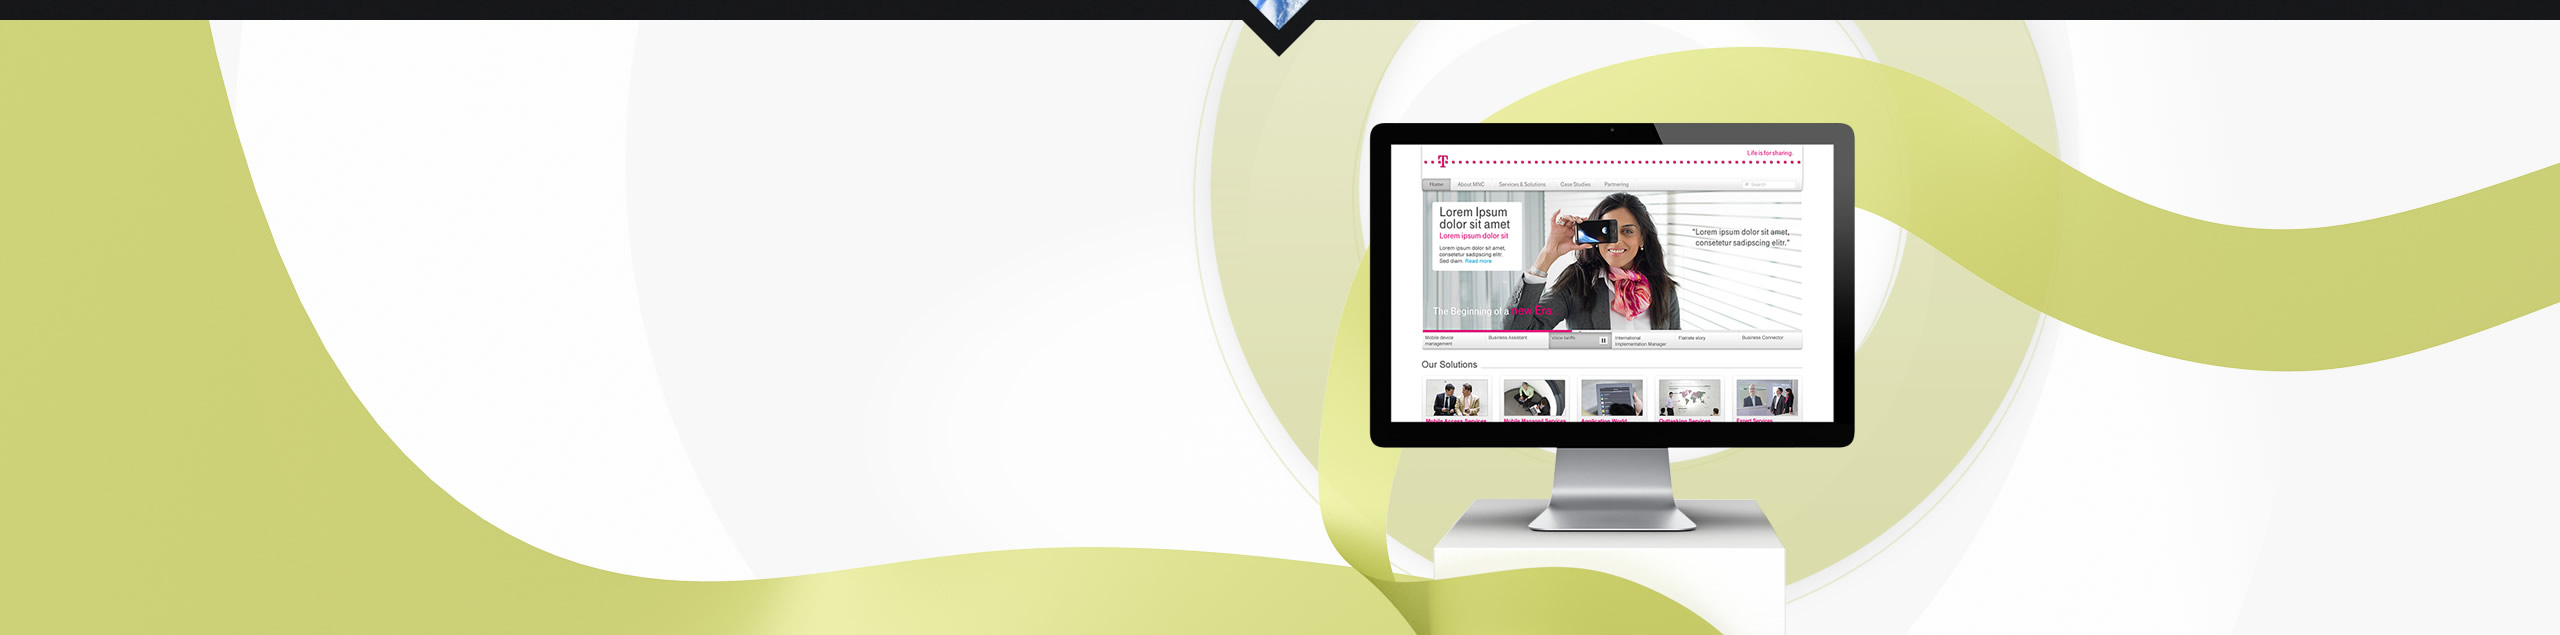 T
Life is for sharing.
Home About MNC Services & Solutions Case Studies Partnering Search
Lorem Ipsum
dolor sit amet
Lorem ipsum dolor sit
Lorem ipsum dolor sit amet,
consetetur sadipscing elitr.
Sed diam. Read more
"Lorem ipsum dolor sit amet,
consetetur sadipscing elitr."
The Beginning of a new Era
Mobile device
management
Business Assistant
Voice tariffs
International
Implementation Manager
Flatrate story
Business Connector
Our Solutions
Mobile Access Services Mobile Managed Services Application World Outtasking Services Expert Services